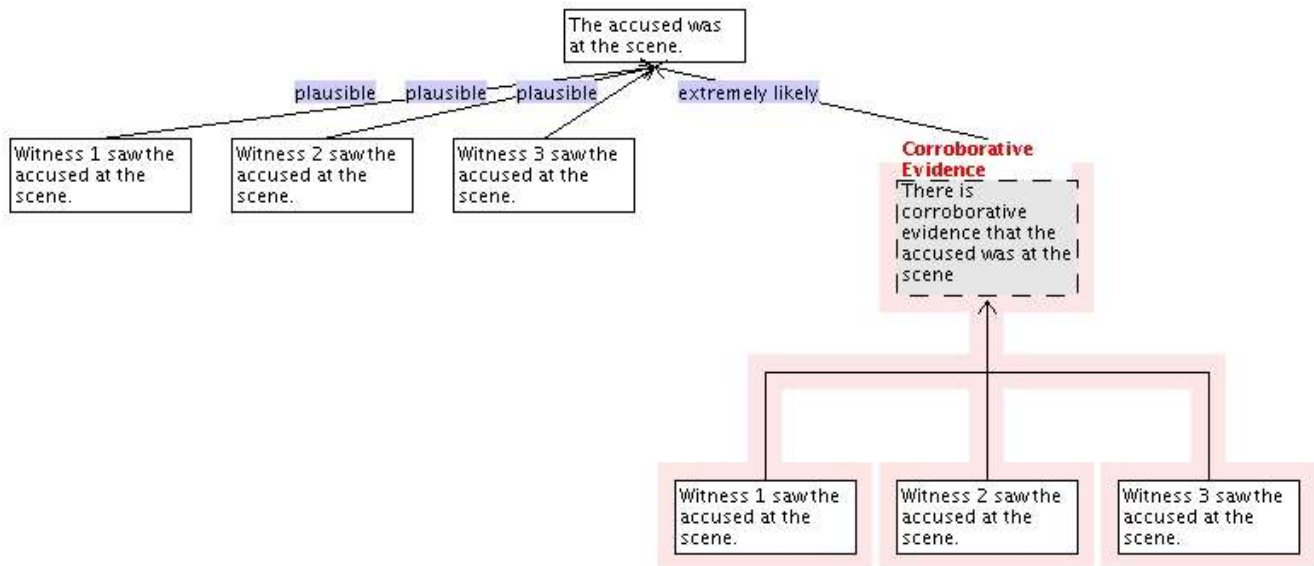 The accused was
at the scene.
plausible
plausible
plausible
extremely likely
Witness 1 saw the
accused at the
scene.
Witness 2 saw the
accused at the
scene.
Witness 3 saw the
accused at the
scene.
Corroborative
Evidence
There is
corroborative
evidence that the
accused was at the
scene
Witness 1 saw the
accused at the
scene.
Witness 2 saw the
accused at the
scene.
Witness 3 saw the
accused at the
scene.